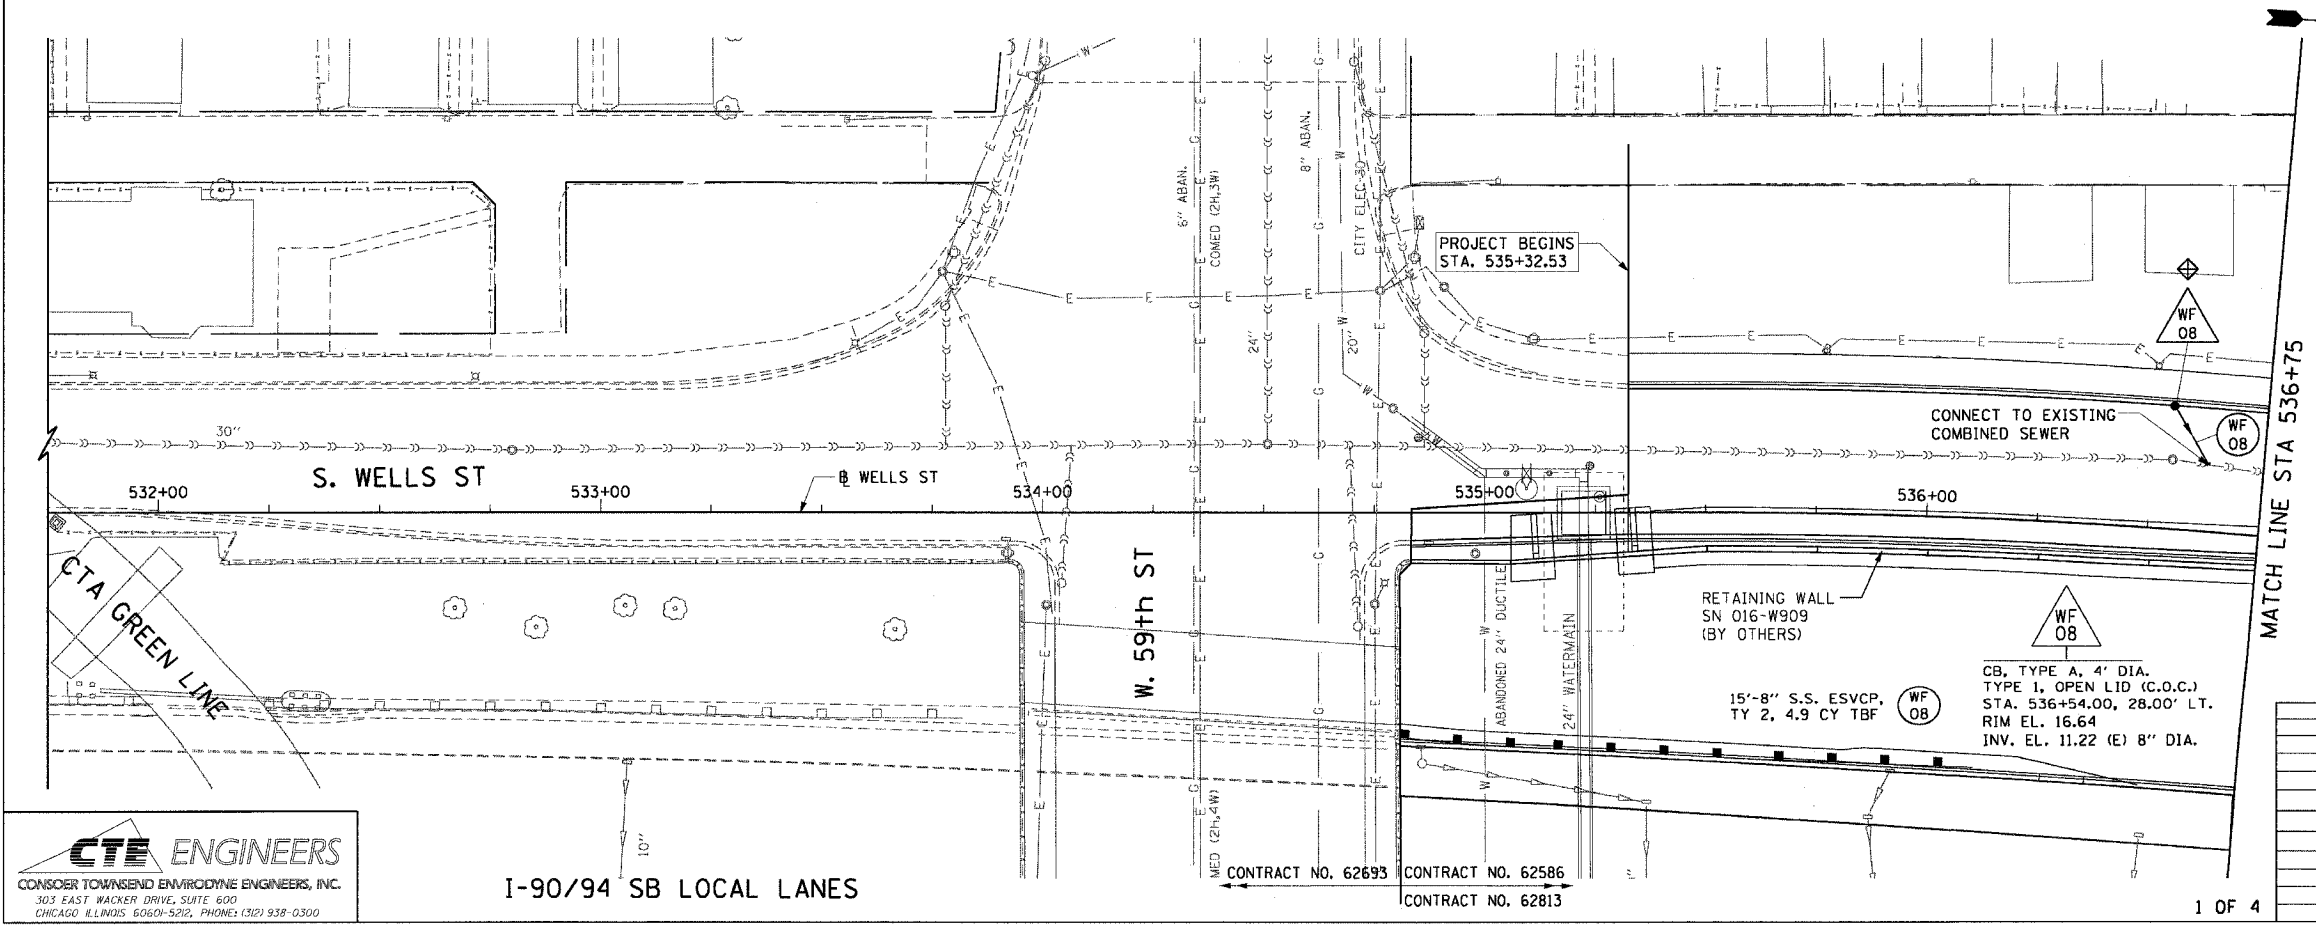 6" ABAN.
COMED (2H,3W)
8" ABAN.
CITY ELEC-30
24"
20"
PROJECT BEGINS
STA. 535+32.53
WF
08
CONNECT TO EXISTING
COMBINED SEWER
WF
08
MATCH LINE STA 536+75
30"
S. WELLS ST
℄ WELLS ST
532+00
533+00
534+00
535+00
536+00
CTA GREEN LINE
W. 59th ST
ABANDONED 24" DUCTILE
24" WATERMAIN
RETAINING WALL
SN 016-W909
(BY OTHERS)
WF
08
CB, TYPE A, 4' DIA.
TYPE 1, OPEN LID (C.O.C.)
STA. 536+54.00, 28.00' LT.
RIM EL. 16.64
INV. EL. 11.22 (E) 8" DIA.
15'-8" S.S. ESVCP,
TY 2, 4.9 CY TBF
WF
08
10"
MED (2H,4W)
I-90/94 SB LOCAL LANES
CONTRACT NO. 62693
CONTRACT NO. 62586
CONTRACT NO. 62813
CTE ENGINEERS
CONSOER TOWNSEND ENVIRODYNE ENGINEERS, INC.
303 EAST WACKER DRIVE, SUITE 600
CHICAGO ILLINOIS 60601-5212, PHONE: (312) 938-0300
1 OF 4